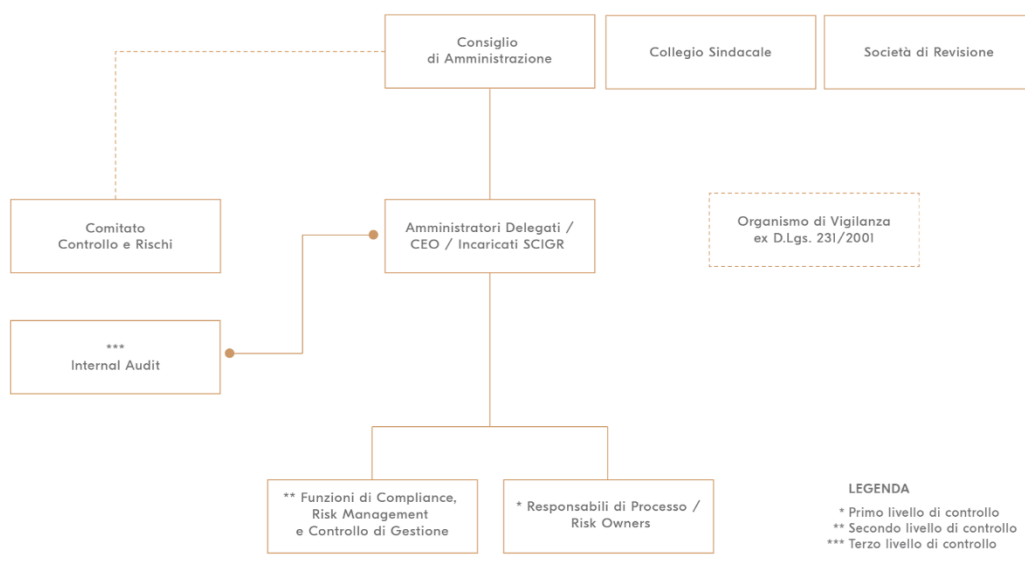 Consiglio
di Amministrazione
Collegio Sindacale
Società di Revisione
Comitato
Controllo e Rischi
Amministratori Delegati /
CEO / Incaricati SCIGR
Organismo di Vigilanza
ex D.Lgs. 231/2001
***
Internal Audit
** Funzioni di Compliance,
Risk Management
e Controllo di Gestione
* Responsabili di Processo /
Risk Owners
LEGENDA
* Primo livello di controllo
** Secondo livello di controllo
*** Terzo livello di controllo